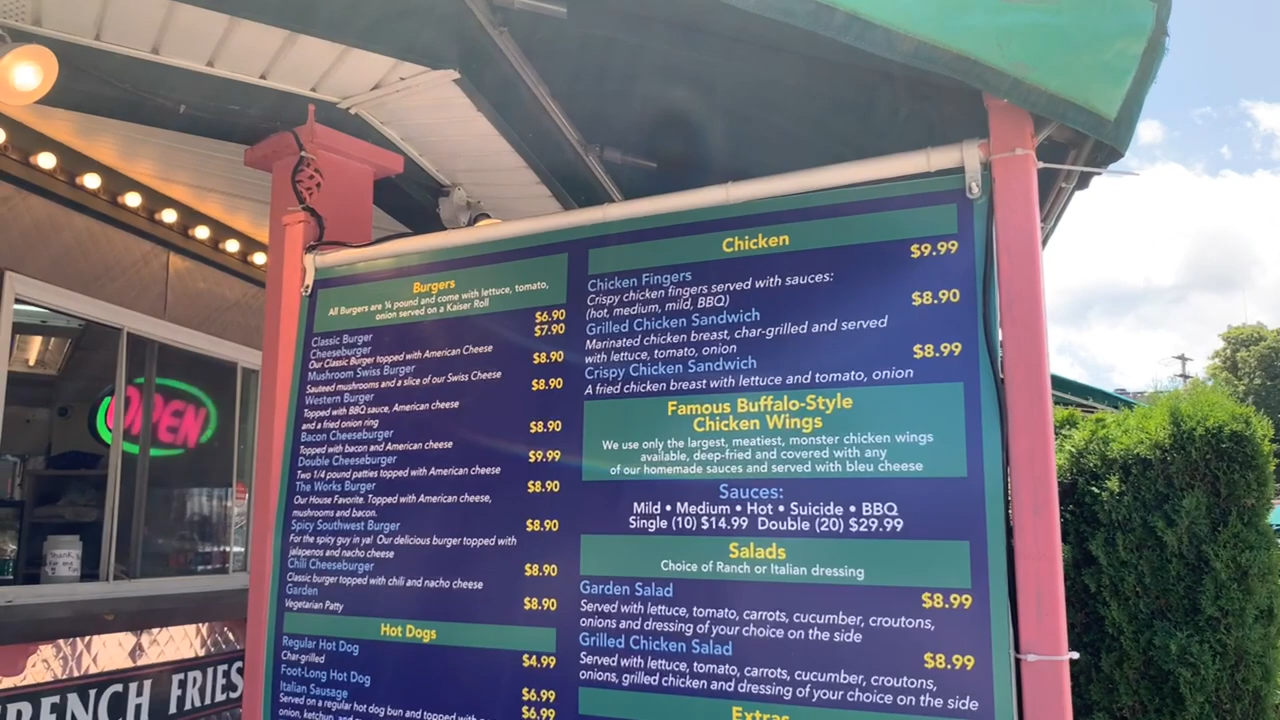 Burgers
All Burgers are ¼ pound and come with lettuce, tomato,
onion served on a Kaiser Roll
Classic Burger $6.90
Cheeseburger $7.90
Our Classic Burger topped with American Cheese
Mushroom Swiss Burger $8.90
Sauteed mushrooms and a slice of our Swiss Cheese
Western Burger $8.90
Topped with BBQ sauce, American cheese
and a fried onion ring
Bacon Cheeseburger $8.90
Topped with bacon and American cheese
Double Cheeseburger $9.99
Two 1/4 pound patties topped with American cheese
The Works Burger $8.90
Our House Favorite. Topped with American cheese,
mushrooms and bacon.
Spicy Southwest Burger $8.90
For the spicy guy in ya! Our delicious burger topped with
jalapenos and nacho cheese
Chili Cheeseburger $8.90
Classic burger topped with chili and nacho cheese
Garden $8.90
Vegetarian Patty
Hot Dogs
Regular Hot Dog $4.99
Char-grilled
Foot-Long Hot Dog $6.99
Italian Sausage $6.99
Served on a regular hot dog bun and topped with
onion, ketchup, and
Chicken
Chicken Fingers $9.99
Crispy chicken fingers served with sauces:
(hot, medium, mild, BBQ)
Grilled Chicken Sandwich $8.90
Marinated chicken breast, char-grilled and served
with lettuce, tomato, onion
Crispy Chicken Sandwich $8.99
A fried chicken breast with lettuce and tomato, onion
Famous Buffalo-Style
Chicken Wings
We use only the largest, meatiest, monster chicken wings
available, deep-fried and covered with any
of our homemade sauces and served with bleu cheese
Sauces:
Mild • Medium • Hot • Suicide • BBQ
Single (10) $14.99 Double (20) $29.99
Salads
Choice of Ranch or Italian dressing
Garden Salad $8.99
Served with lettuce, tomato, carrots, cucumber, croutons,
onions and dressing of your choice on the side
Grilled Chicken Salad $8.99
Served with lettuce, tomato, carrots, cucumber, croutons,
onions, grilled chicken and dressing of your choice on the side
Extras
OPEN
FRENCH FRIES